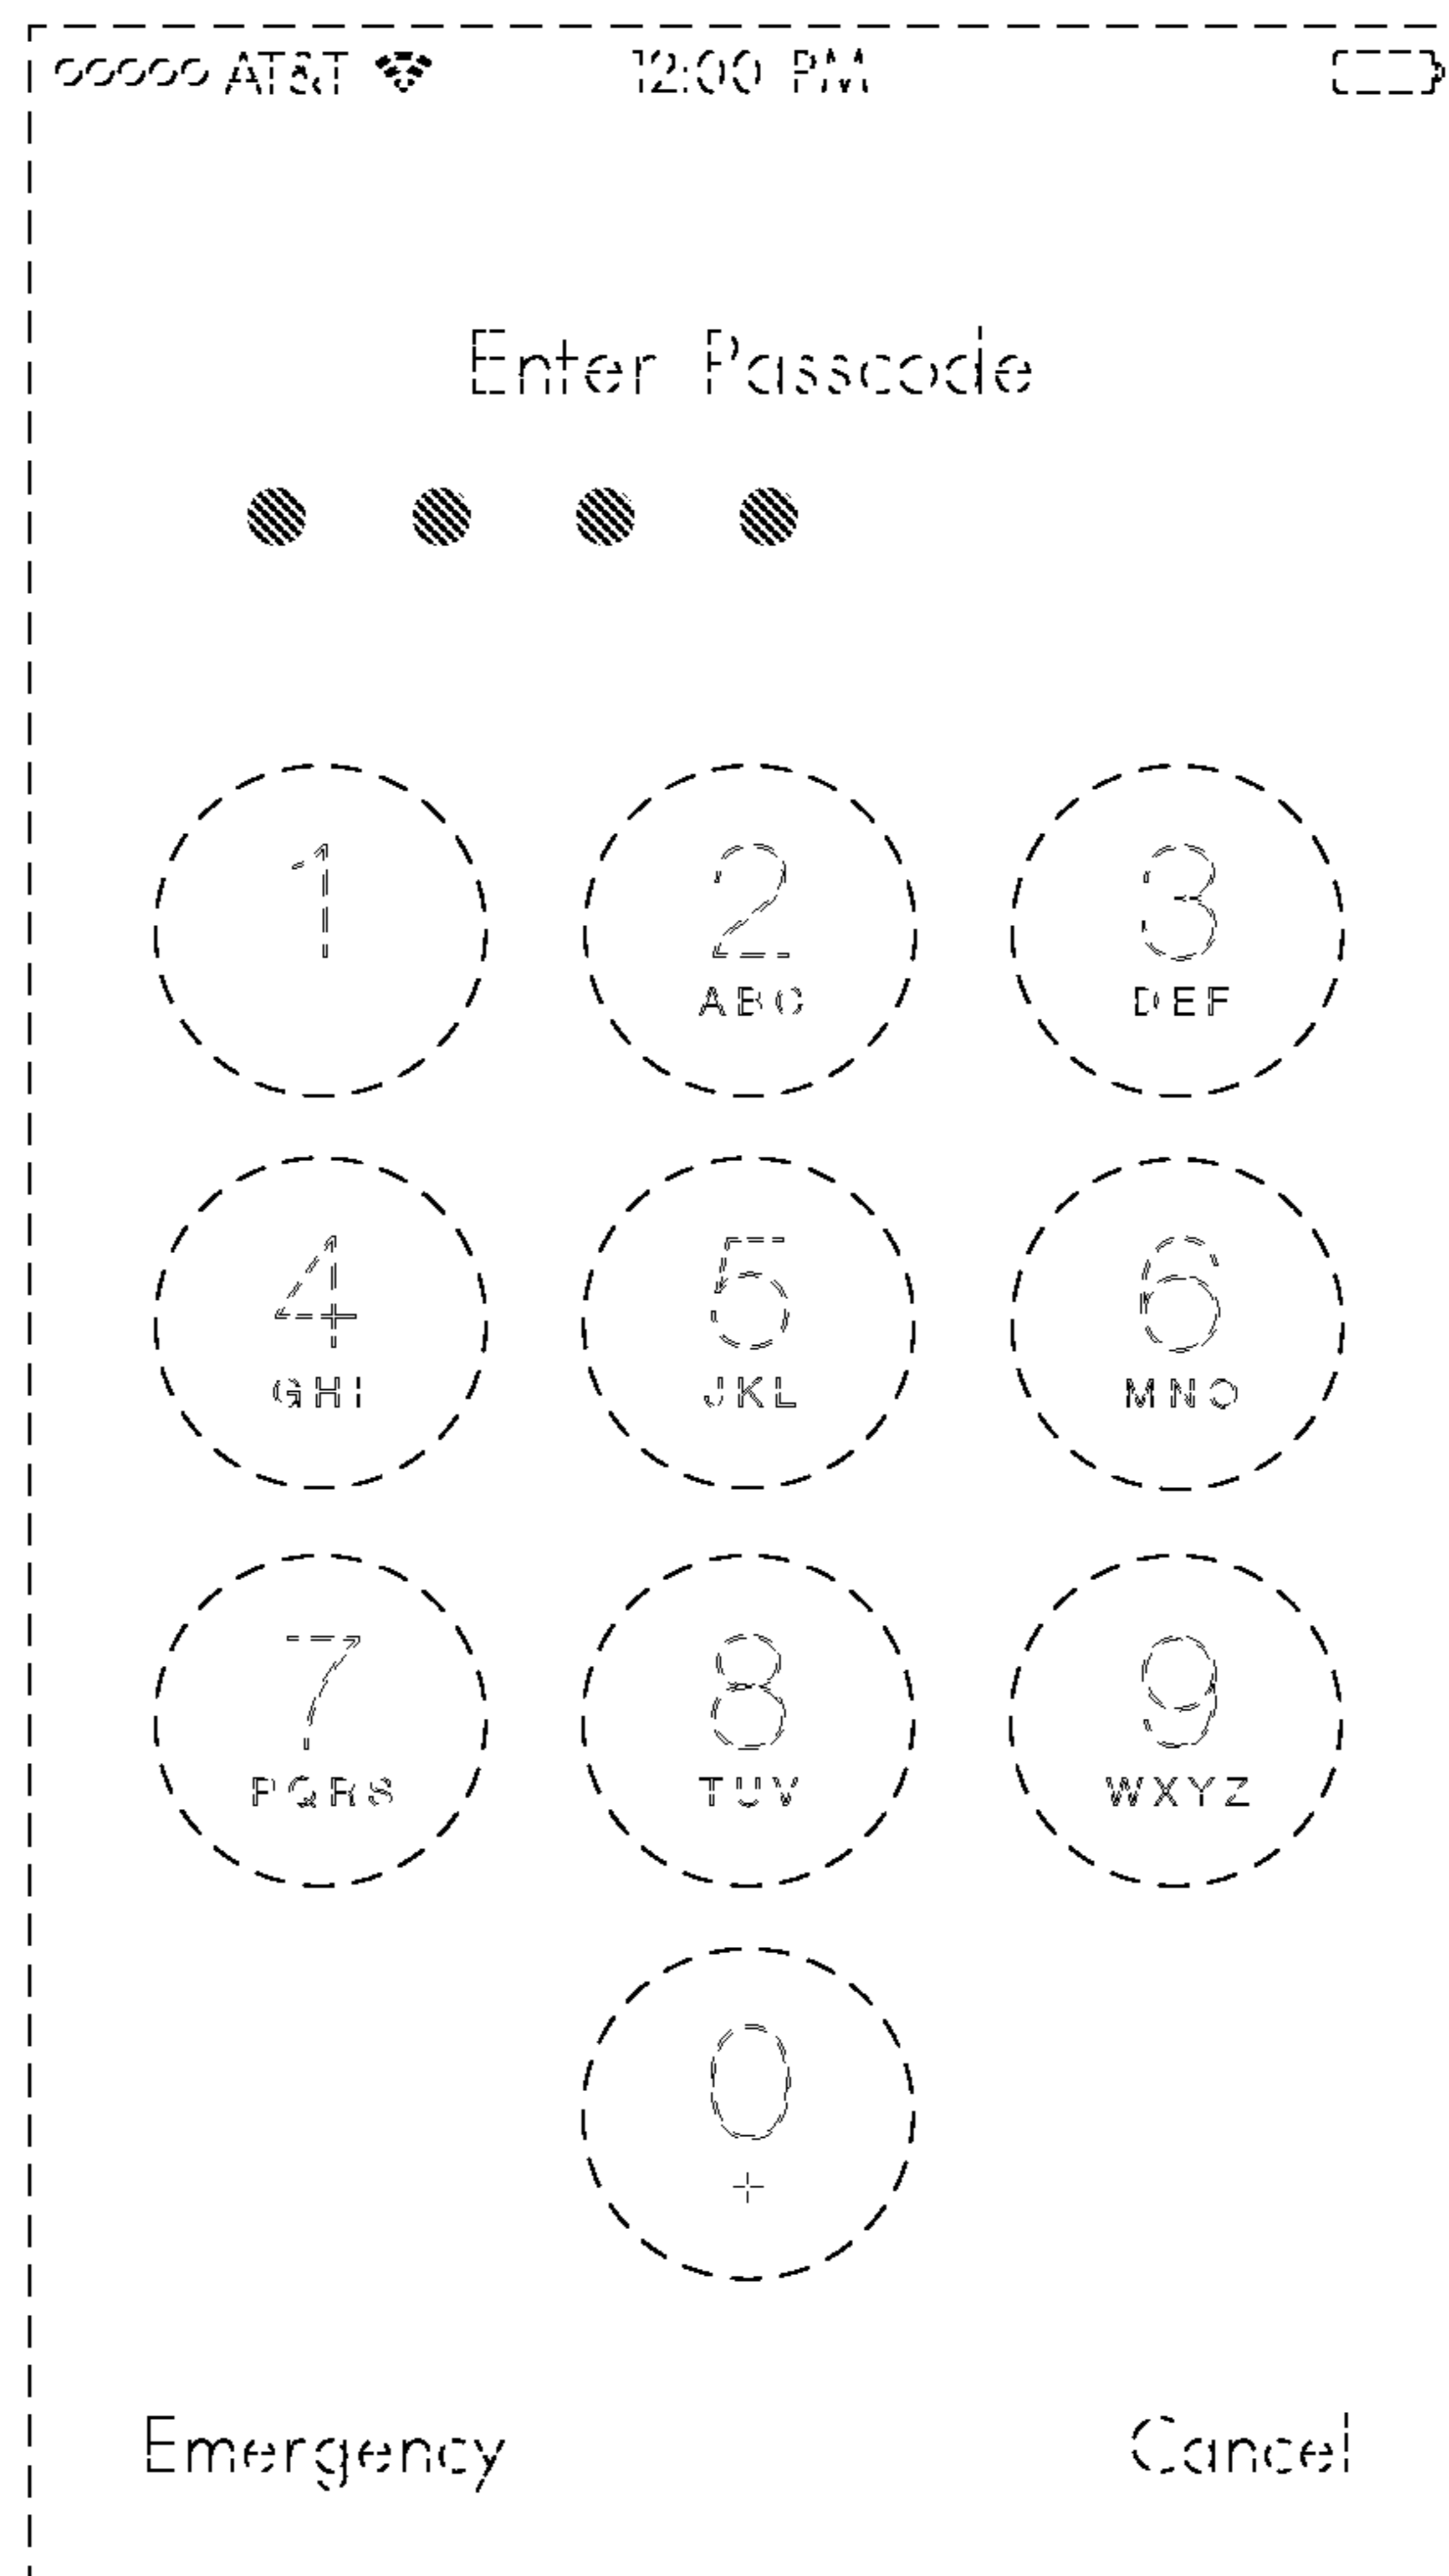 AT&T 12:00 PM
Enter Passcode
1 2 3
ABC DEF
4 5 6
GHI JKL MNO
7 8 9
PQRS TUV WXYZ
0
+
Emergency Cancel